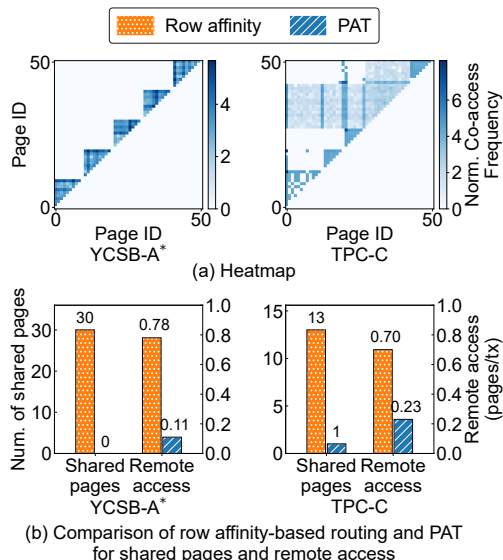 Row affinity PAT
50
0
Page ID
0 50
Page ID
YCSB-A*
4
2
0
50
0
0 50
Page ID
TPC-C
6
4
2
0
Norm. Co-access
Frequency
(a) Heatmap
Num. of shared pages
30
20
10
0
30
0
0.78
0.11
1.0
0.8
0.6
0.4
0.2
0.0
Shared pages
Remote access
YCSB-A*
15
10
5
0
13
1
0.70
0.23
1.0
0.8
0.6
0.4
0.2
0.0
Remote access
(pages/tx)
Shared pages
Remote access
TPC-C
(b) Comparison of row affinity-based routing and PAT
for shared pages and remote access